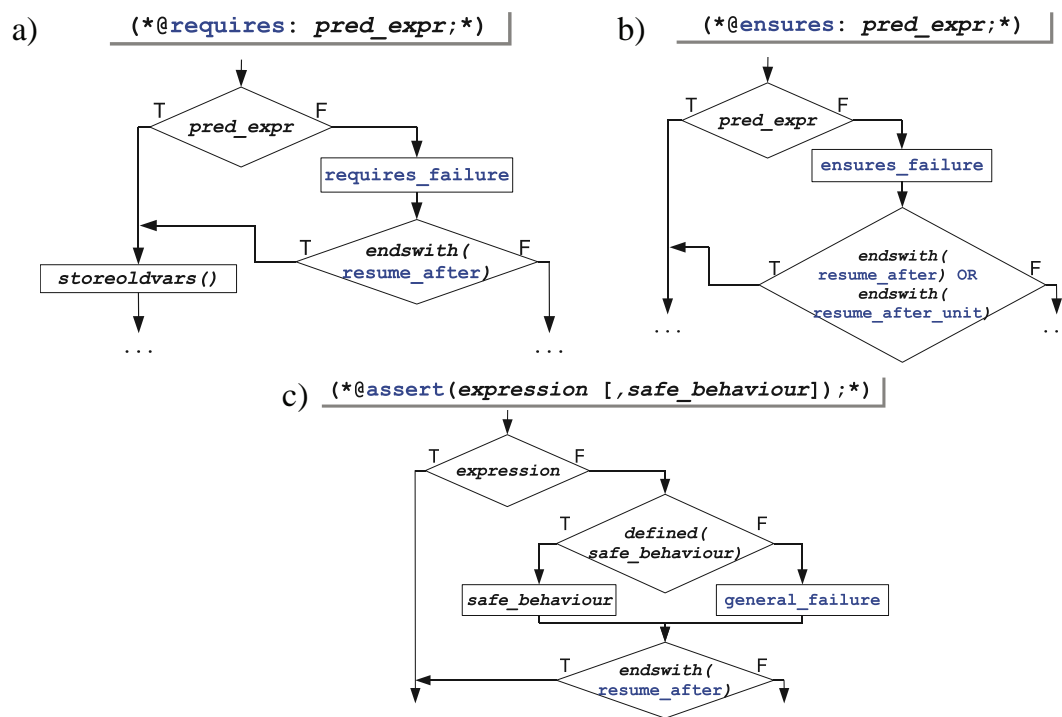 a)
(*@requires: pred_expr;*)
T
F
pred_expr
requires_failure
T
F
endswith(
resume_after)
storeoldvars()
...
...
b)
(*@ensures: pred_expr;*)
T
F
pred_expr
ensures_failure
T
F
endswith(
resume_after) OR
endswith(
resume_after_unit)
...
..
c)
(*@assert(expression [,safe_behaviour]);*)
T
F
expression
T
F
defined(
safe_behaviour)
safe_behaviour
general_failure
T
F
endswith(
resume_after)